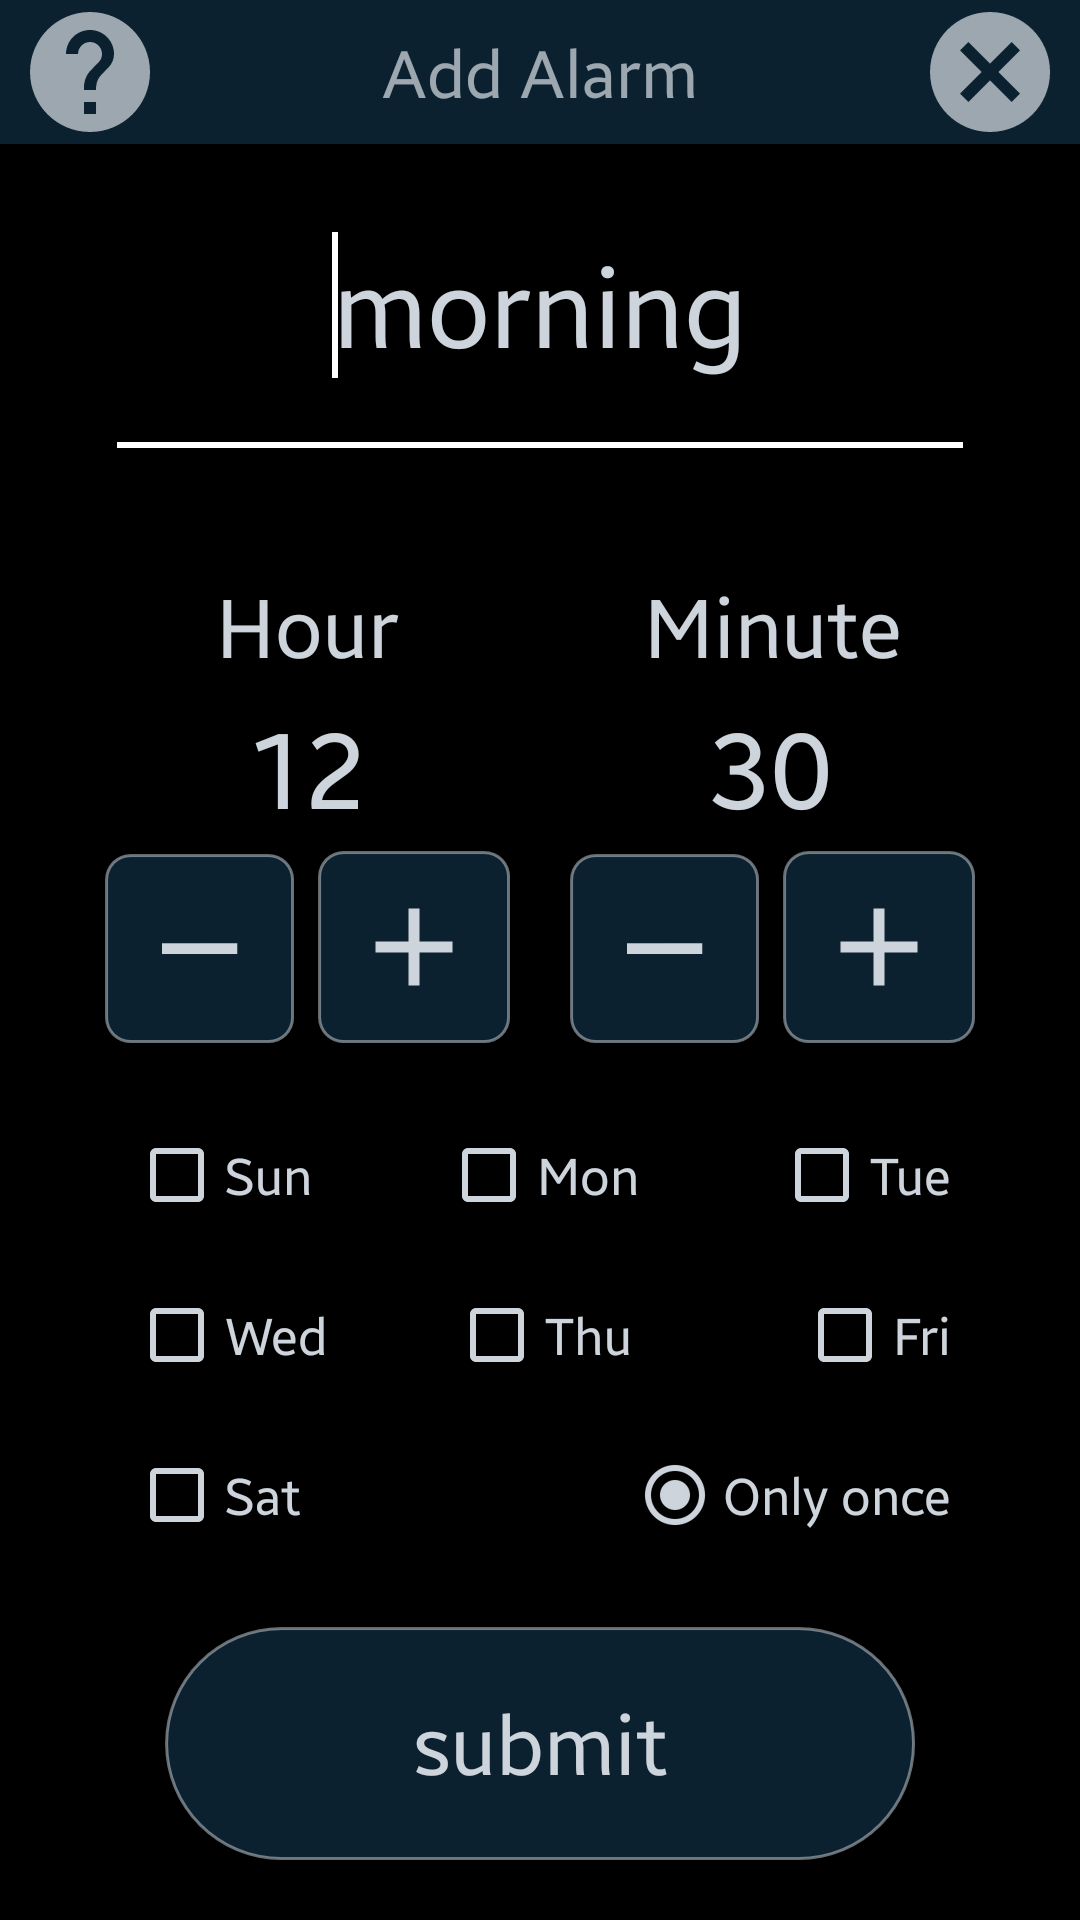 Add Alarm
morning
Hour Minute
12 30
Sun Mon Tue
Wed Thu Fri
Sat Only once
submit